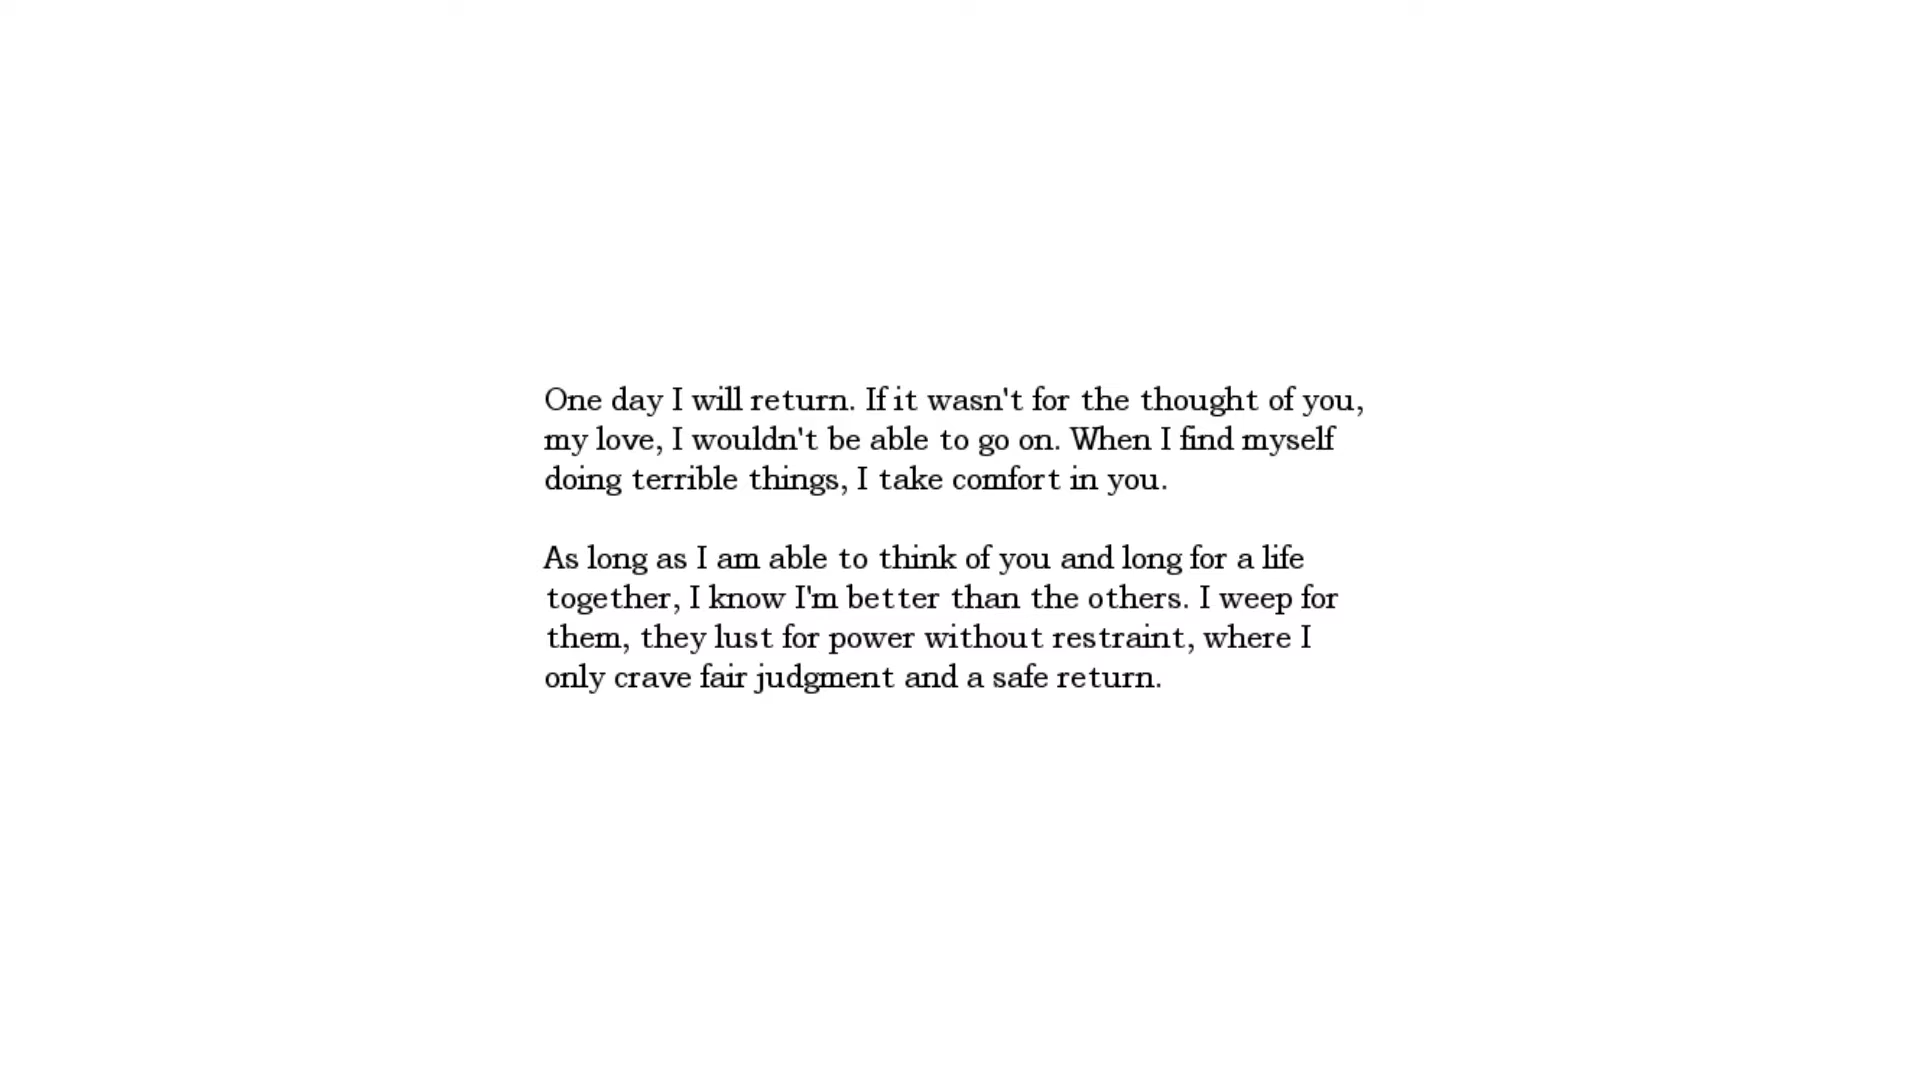 One day I will return. If it wasn't for the thought of you,
my love, I wouldn't be able to go on. When I find myself
doing terrible things, I take comfort in you.
As long as I am able to think of you and long for a life
together, I know I'm better than the others. I weep for
them, they lust for power without restraint, where I
only crave fair judgment and a safe return.